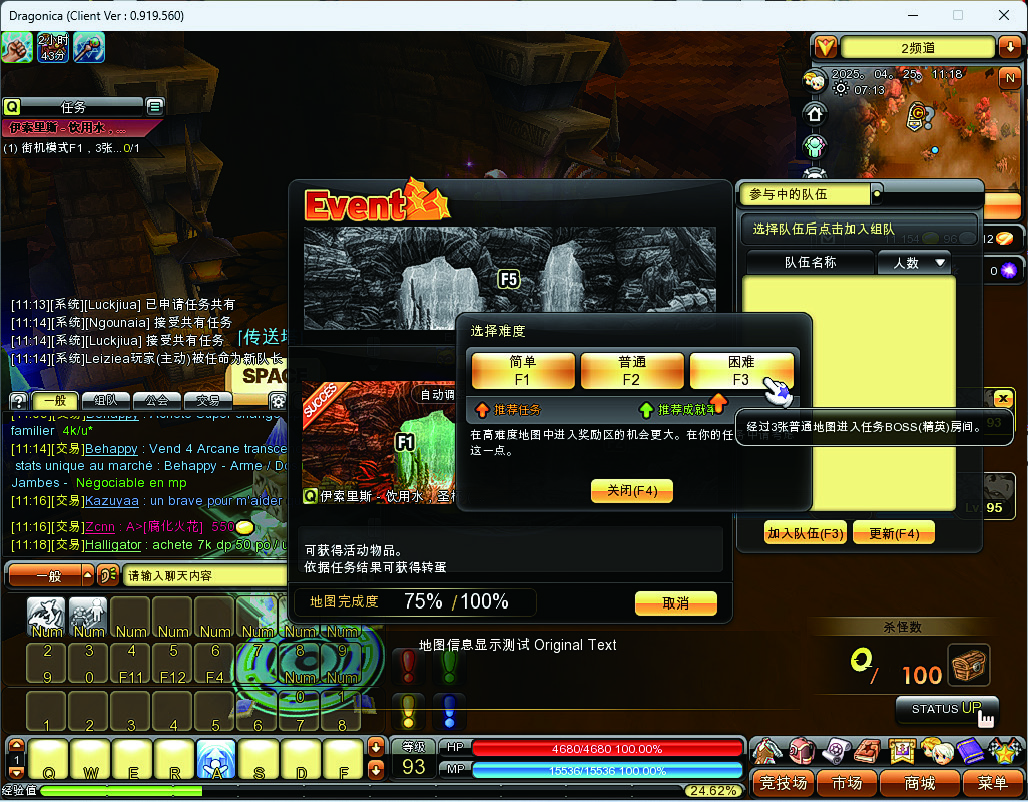 Dragonica (Client Ver : 0.919.560)
2小时
43分
2频道
2025。 04。 25。 11:18
07:13
N
Q
任务
伊索里斯 - 饮用水，...
(1) 街机模式F1，3张...0/1
Event
F5
参与中的队伍
选择队伍后点击加入组队
队伍名称
人数
[11:13][系统][Luckjiua] 已申请任务共有
[11:14][系统][Ngounaia] 接受共有任务
[11:14][系统][Luckjiua] 接受共有任务
[11:14][系统]Leiziea玩家(主动)被任命为新队长
[传送
SPAC
选择难度
简单
F1
普通
F2
困难
F3
推荐任务
推荐成就率
在高难度地图中进入奖励区的机会更大。在你的任
这一点。
经过3张普通地图进入任务BOSS(精英)房间。
关闭(F4)
SUCCES
自动调
F1
Q
伊索里斯 - 饮用水，圣
一般
组队
公会
交易
familier 4k/u*
[11:14][交易]Behappy : Vend 4 Arcane transce
stats unique au marché : Behappy - Arme / Do
Jambes - Négociable en mp
[11:16][交易]Kazuyaa : un brave pour m'aider
[11:16][交易]Zcnn : A>[腐化火花] 550
[11:18][交易]Halligator : achete 7k dp 50 po / u
一般
请输入聊天内容
可获得活动物品。
依据任务结果可获得转蛋
地图完成度
75% /100%
取消
加入队伍(F3)
更新(F4)
Lv.95
地图信息显示测试 Original Text
杀怪数
0/ 100
STATUS UP
Num Num Num Num Num Num Num Num
2 3 4 5 6 7 8 9
9 0 F11 F12 F4 Num Num
0 1
1 2 3 4 5 6 7 8
1
Q W E R A S D F
等级
93
HP
4680/4680 100.00%
MP
15536/15536 100.00%
经验值
24.62%
竞技场
市场
商城
菜单